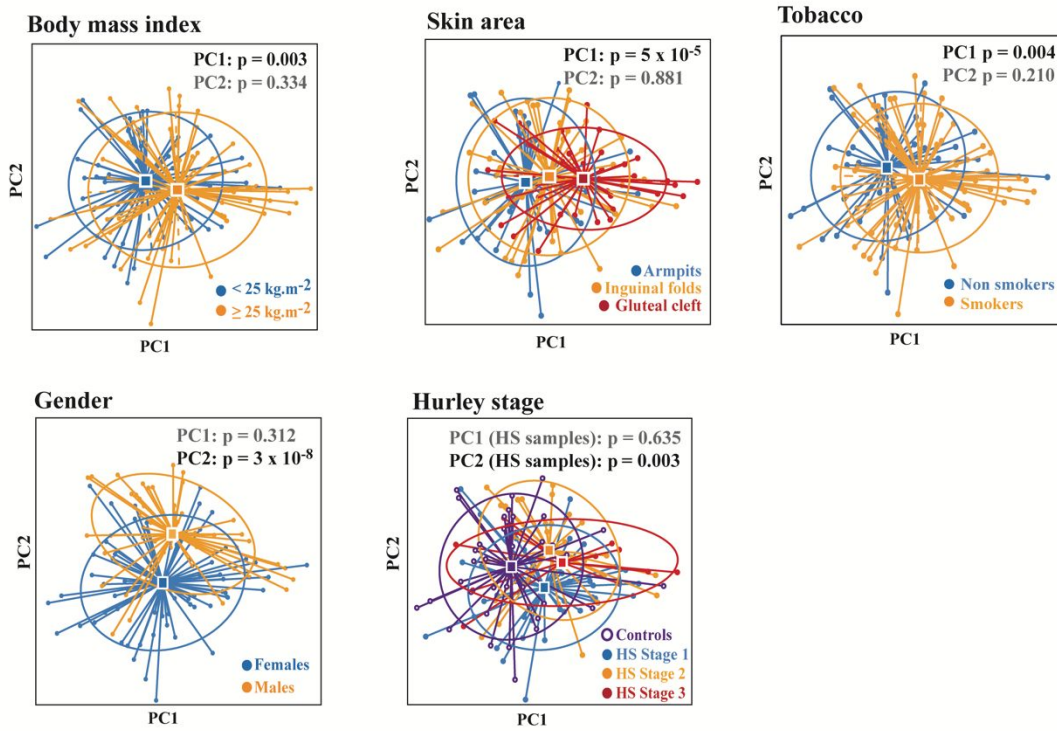 Body mass index
PC1: p = 0.003
PC2: p = 0.334
PC2
< 25 kg.m⁻²
≥ 25 kg.m⁻²
PC1
Skin area
PC1: p = 5 x 10⁻⁵
PC2: p = 0.881
PC2
Armpits
Inguinal folds
Gluteal cleft
PC1
Tobacco
PC1 p = 0.004
PC2 p = 0.210
PC2
Non smokers
Smokers
PC1
Gender
PC1: p = 0.312
PC2: p = 3 x 10⁻⁸
PC2
Females
Males
PC1
Hurley stage
PC1 (HS samples): p = 0.635
PC2 (HS samples): p = 0.003
PC2
Controls
HS Stage 1
HS Stage 2
HS Stage 3
PC1